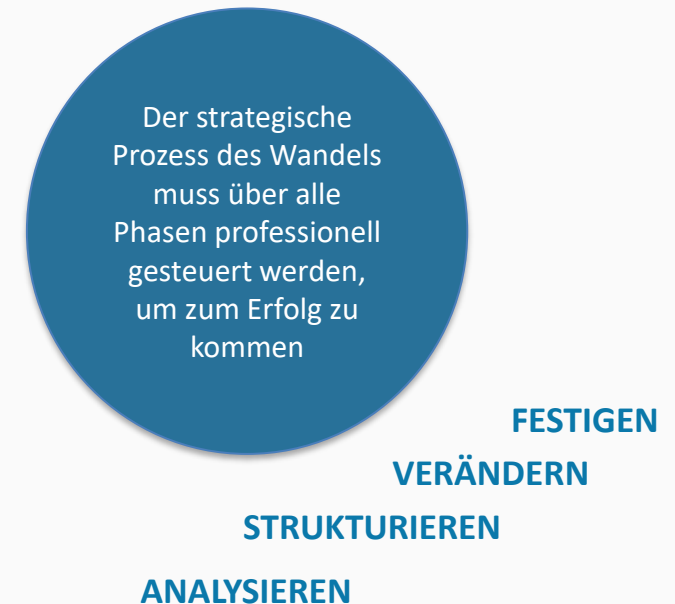 Der strategische
Prozess des Wandels
muss über alle
Phasen professionell
gesteuert werden,
um zum Erfolg zu
kommen
FESTIGEN
VERÄNDERN
STRUKTURIEREN
ANALYSIEREN